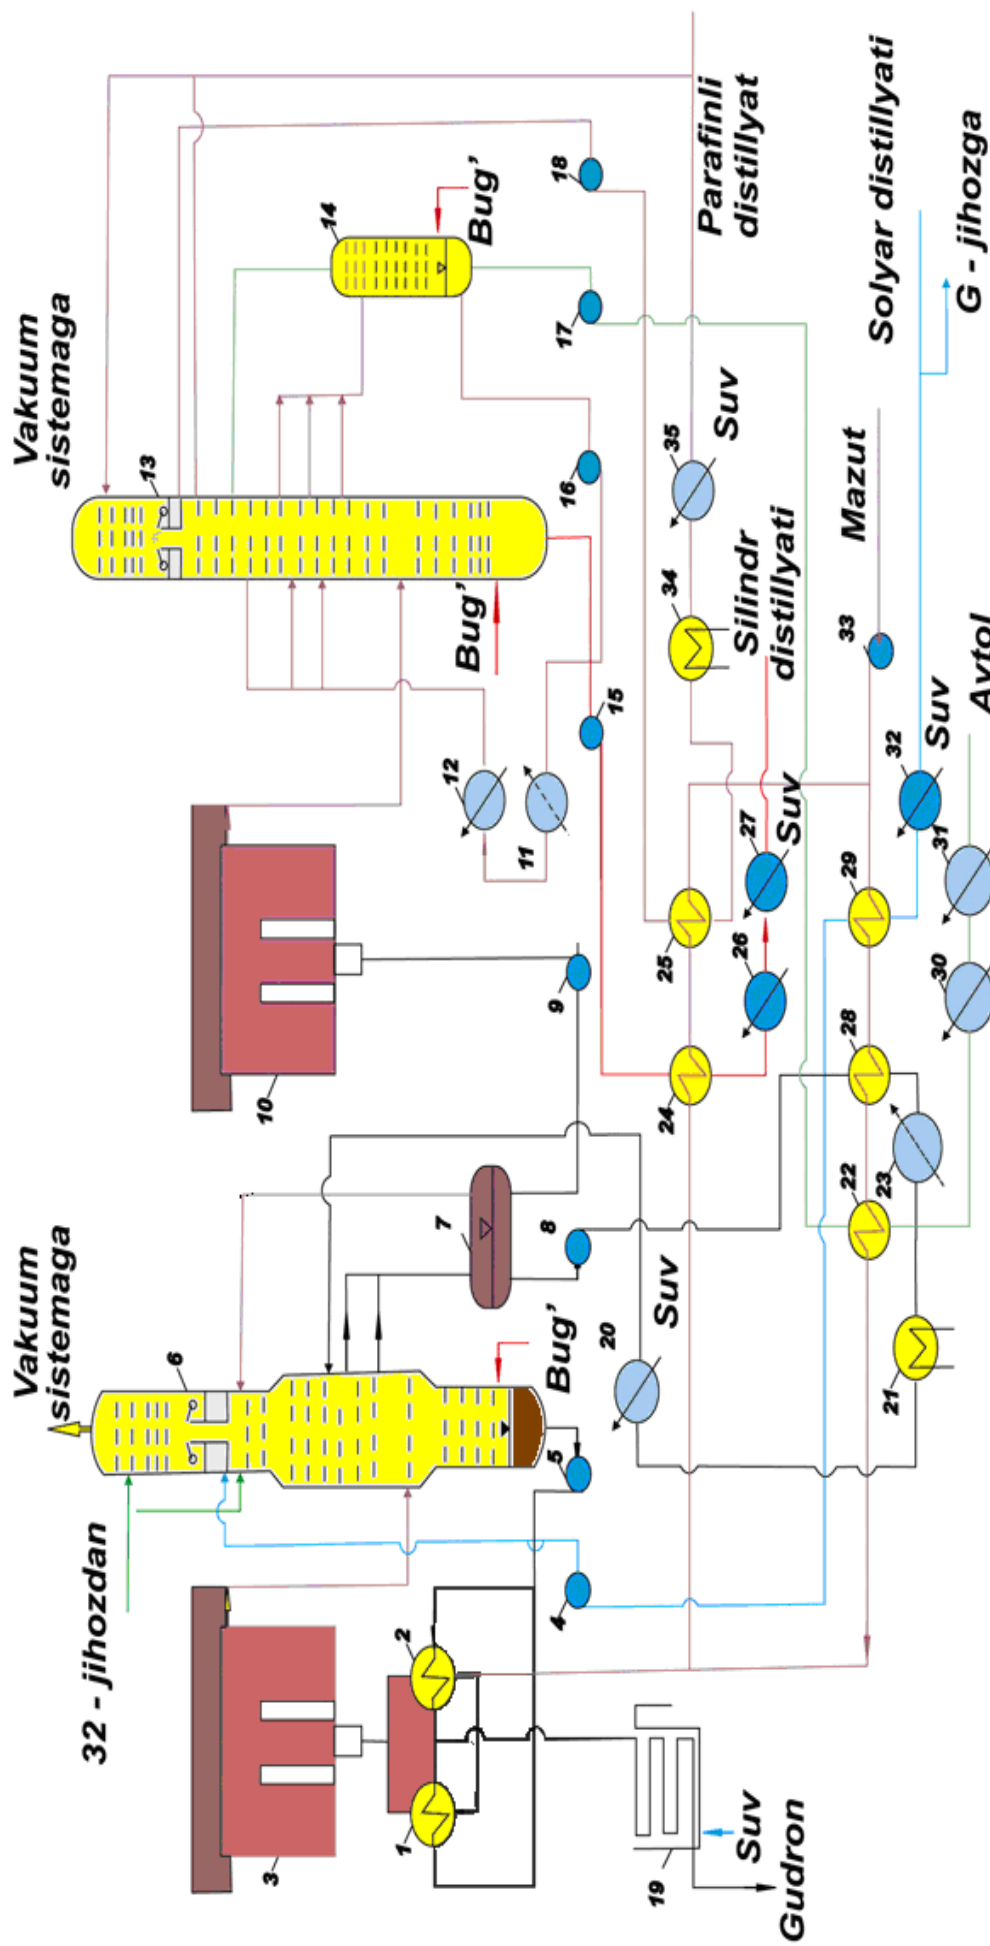 Vakuum
sistemaga
Vakuum
sistemaga
32 - jihozdan
6
13
3
10
14
1
2
7
12
Bug'
Bug'
11
4
5
Bug'
8
9
15
16
17
18
19
20
Suv
24
25
34
35
Suv
Parafinli
distillyat
Suv
Gudron
26
27
Suv
Silindr
distillyati
22
28
29
33
Mazut
Solyar distillyati
21
23
32
Suv
30
31
G - jihozga
Avtol